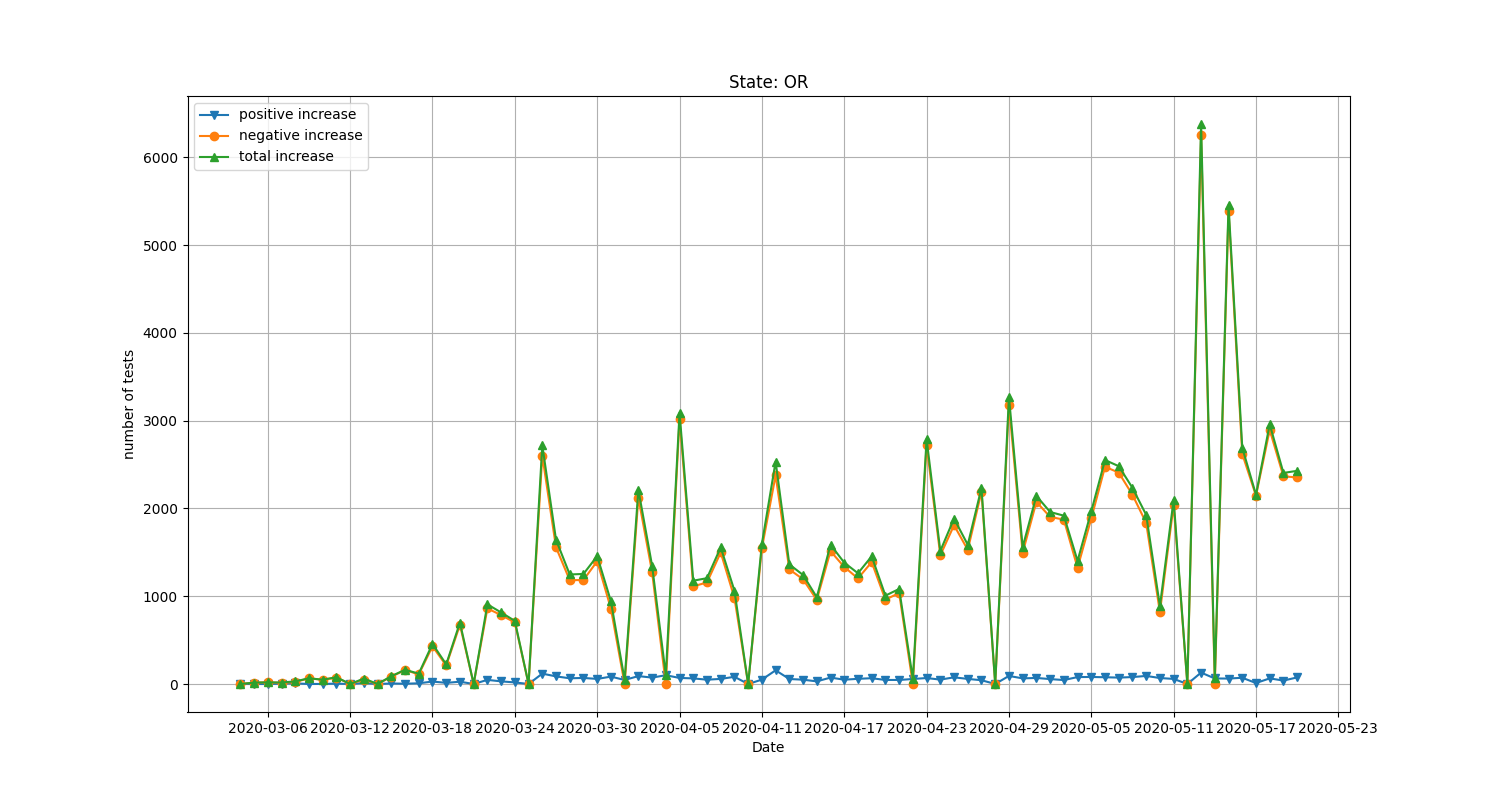 State: OR
positive increase
negative increase
total increase
6000
5000
4000
3000
2000
1000
0
number of tests
2020-03-06 2020-03-12 2020-03-18 2020-03-24 2020-03-30 2020-04-05 2020-04-11 2020-04-17 2020-04-23 2020-04-29 2020-05-05 2020-05-11 2020-05-17 2020-05-23
Date